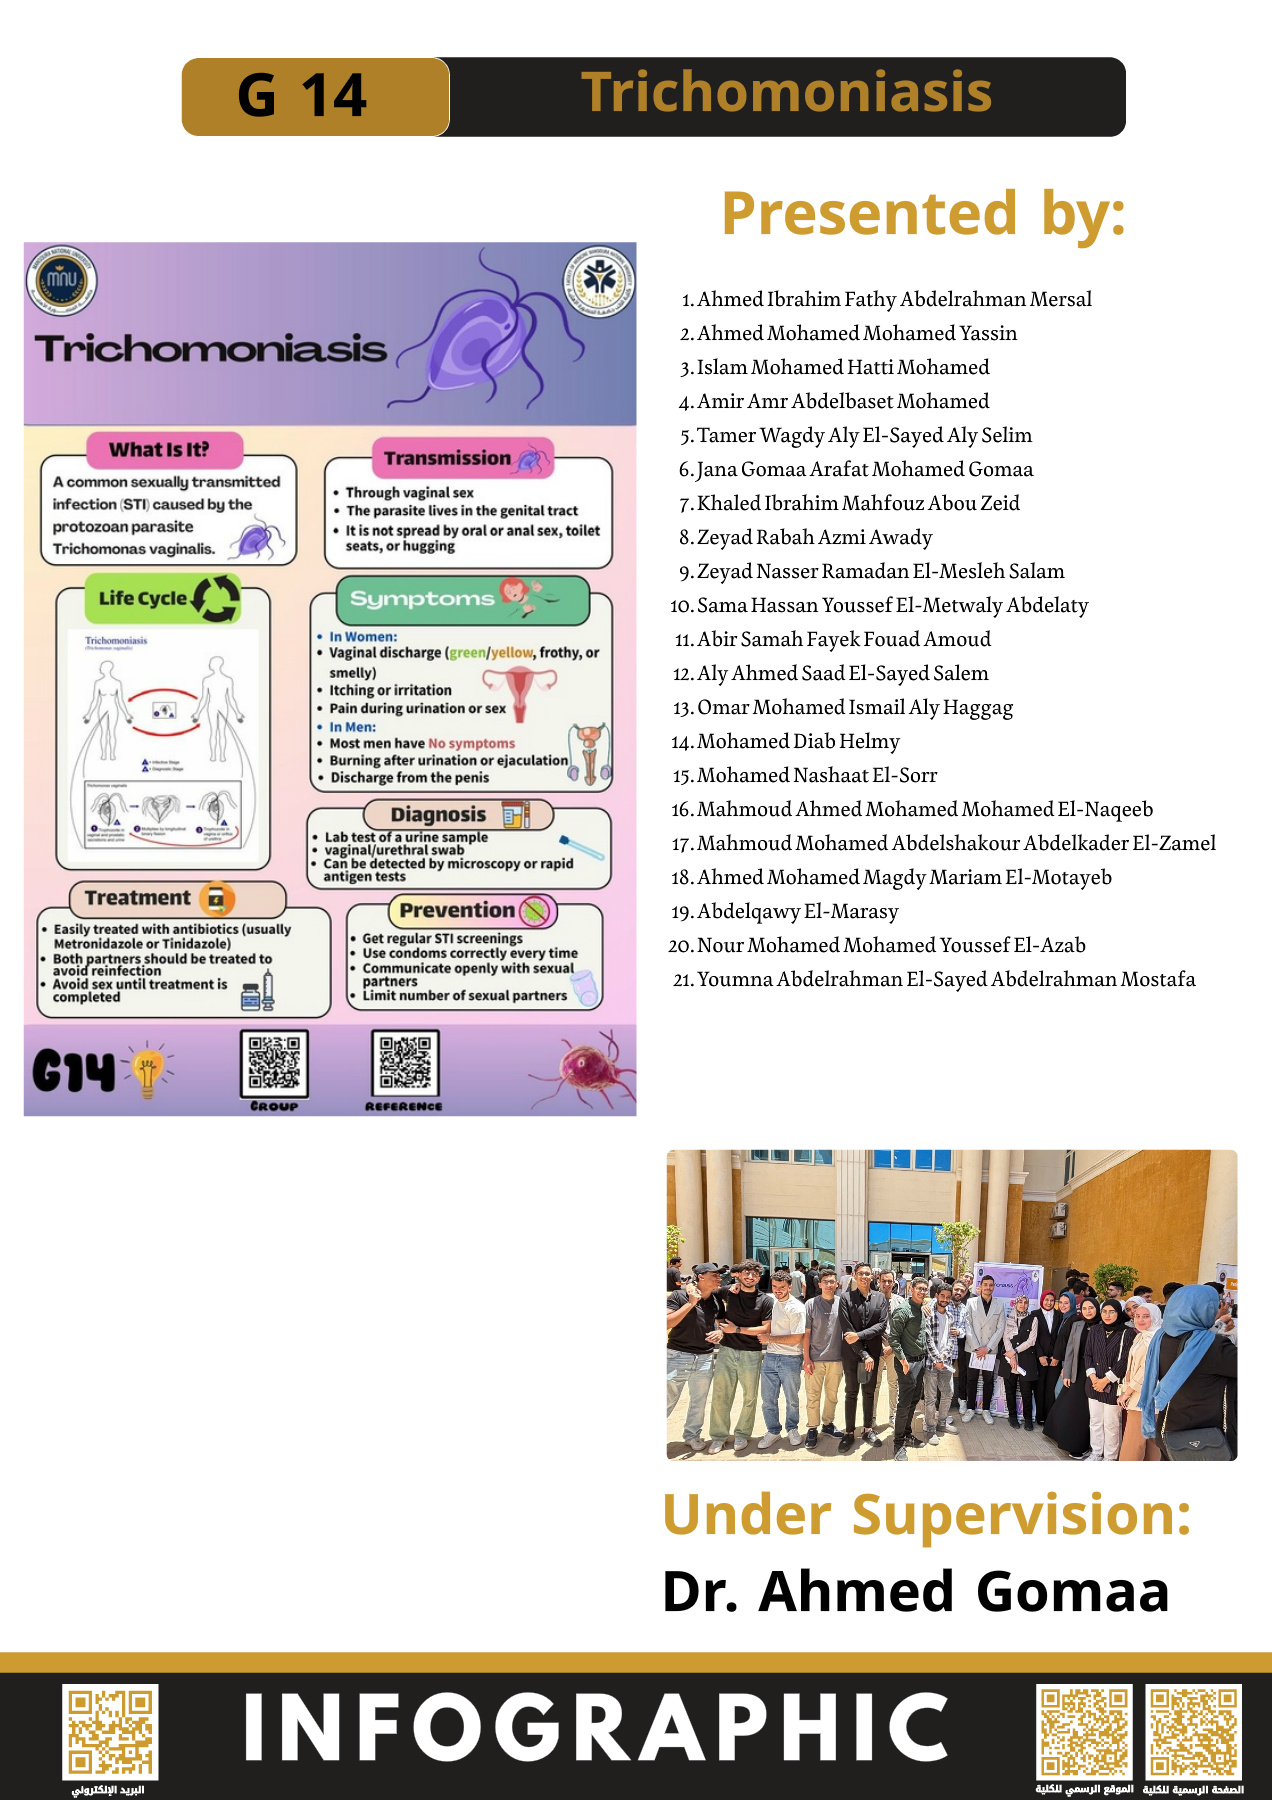 G 14
Trichomoniasis
Presented by:
1. Ahmed Ibrahim Fathy Abdelrahman Mersal
2. Ahmed Mohamed Mohamed Yassin
3. Islam Mohamed Hatti Mohamed
4. Amir Amr Abdelbaset Mohamed
5. Tamer Wagdy Aly El-Sayed Aly Selim
6. Jana Gomaa Arafat Mohamed Gomaa
7. Khaled Ibrahim Mahfouz Abou Zeid
8. Zeyad Rabah Azmi Awady
9. Zeyad Nasser Ramadan El-Mesleh Salam
10. Sama Hassan Youssef El-Metwaly Abdelaty
11. Abir Samah Fayek Fouad Amoud
12. Aly Ahmed Saad El-Sayed Salem
13. Omar Mohamed Ismail Aly Haggag
14. Mohamed Diab Helmy
15. Mohamed Nashaat El-Sorr
16. Mahmoud Ahmed Mohamed Mohamed El-Naqeeb
17. Mahmoud Mohamed Abdelshakour Abdelkader El-Zamel
18. Ahmed Mohamed Magdy Mariam El-Motayeb
19. Abdelqawy El-Marasy
20. Nour Mohamed Mohamed Youssef El-Azab
21. Youmna Abdelrahman El-Sayed Abdelrahman Mostafa
MNU
Trichomoniasis
What Is It?
A common sexually transmitted
infection (STI) caused by the
protozoan parasite
Trichomonas vaginalis.
Transmission
• Through vaginal sex
• The parasite lives in the genital tract
• It is not spread by oral or anal sex, toilet
seats, or hugging
Life Cycle
Trichomoniasis
(Trichomonas vaginalis)
Infective Stage
Diagnostic Stage
Symptoms
• In Women:
• Vaginal discharge (green/yellow, frothy, or
smelly)
• Itching or irritation
• Pain during urination or sex
• In Men:
• Most men have No symptoms
• Burning after urination or ejaculation
• Discharge from the penis
Diagnosis
• Lab test of a urine sample
• vaginal/urethral swab
• Can be detected by microscopy or rapid
antigen tests
Treatment
• Easily treated with antibiotics (usually
Metronidazole or Tinidazole)
• Both partners should be treated to
avoid reinfection
• Avoid sex until treatment is
completed
Prevention
• Get regular STI screenings
• Use condoms correctly every time
• Communicate openly with sexual
partners
• Limit number of sexual partners
G14
GROUP
REFERENCE
Under Supervision:
Dr. Ahmed Gomaa
INFOGRAPHIC
البريد الإلكتروني
الموقع الرسمي للكلية
الصفحة الرسمية للكلية